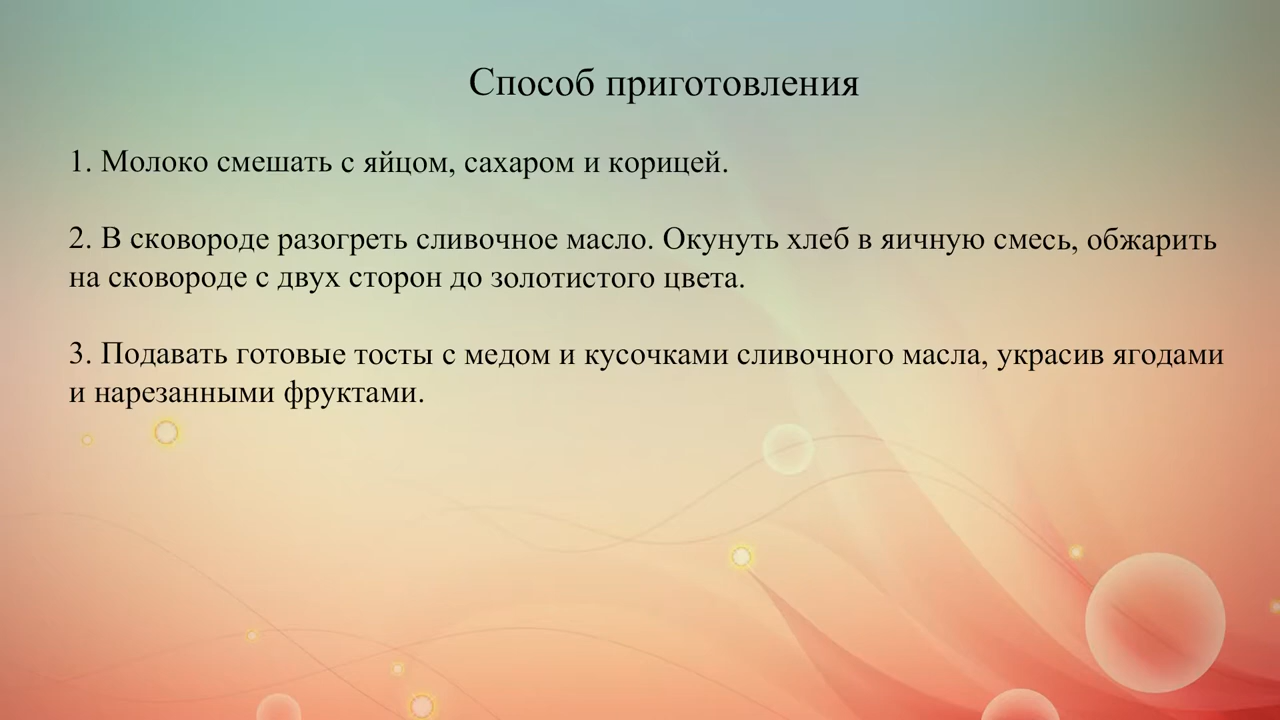 Способ приготовления
1. Молоко смешать с яйцом, сахаром и корицей.
2. В сковороде разогреть сливочное масло. Окунуть хлеб в яичную смесь, обжарить
на сковороде с двух сторон до золотистого цвета.
3. Подавать готовые тосты с медом и кусочками сливочного масла, украсив ягодами
и нарезанными фруктами.